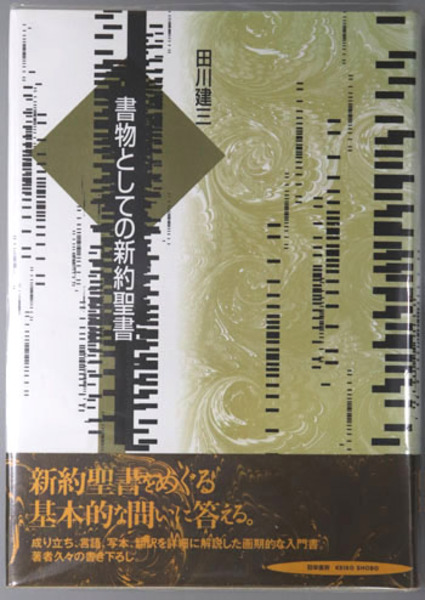 田川建三
書物としての新約聖書
新約聖書をめぐる
基本的な問いに答える。
成り立ち、言語、写本、翻訳を詳細に解説した画期的な入門書。
著者久々の書き下ろし。
勁草書房 KEISO SHOBO